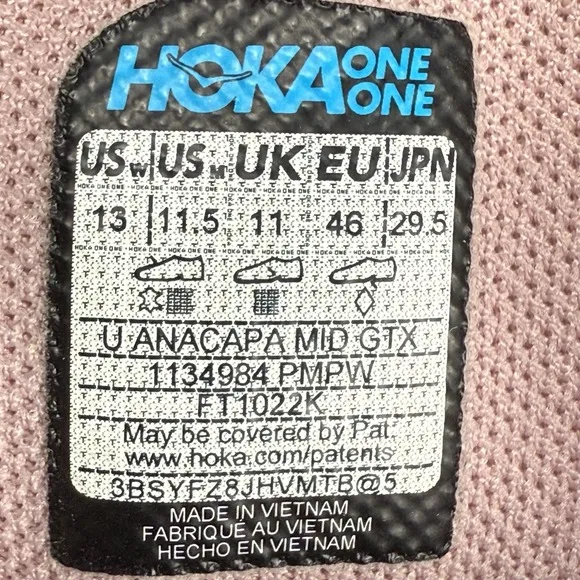 HOKA ONE ONE
USW USM UK EU JPN
13 11.5 11 46 29.5
U ANACAPA MID GTX
1134984 PMPW
FT1022K
May be covered by Pat.
www.hoka.com/patents
3BSYFZ8JHVMTB@5
MADE IN VIETNAM
FABRIQUÉ AU VIETNAM
HECHO EN VIETNAM